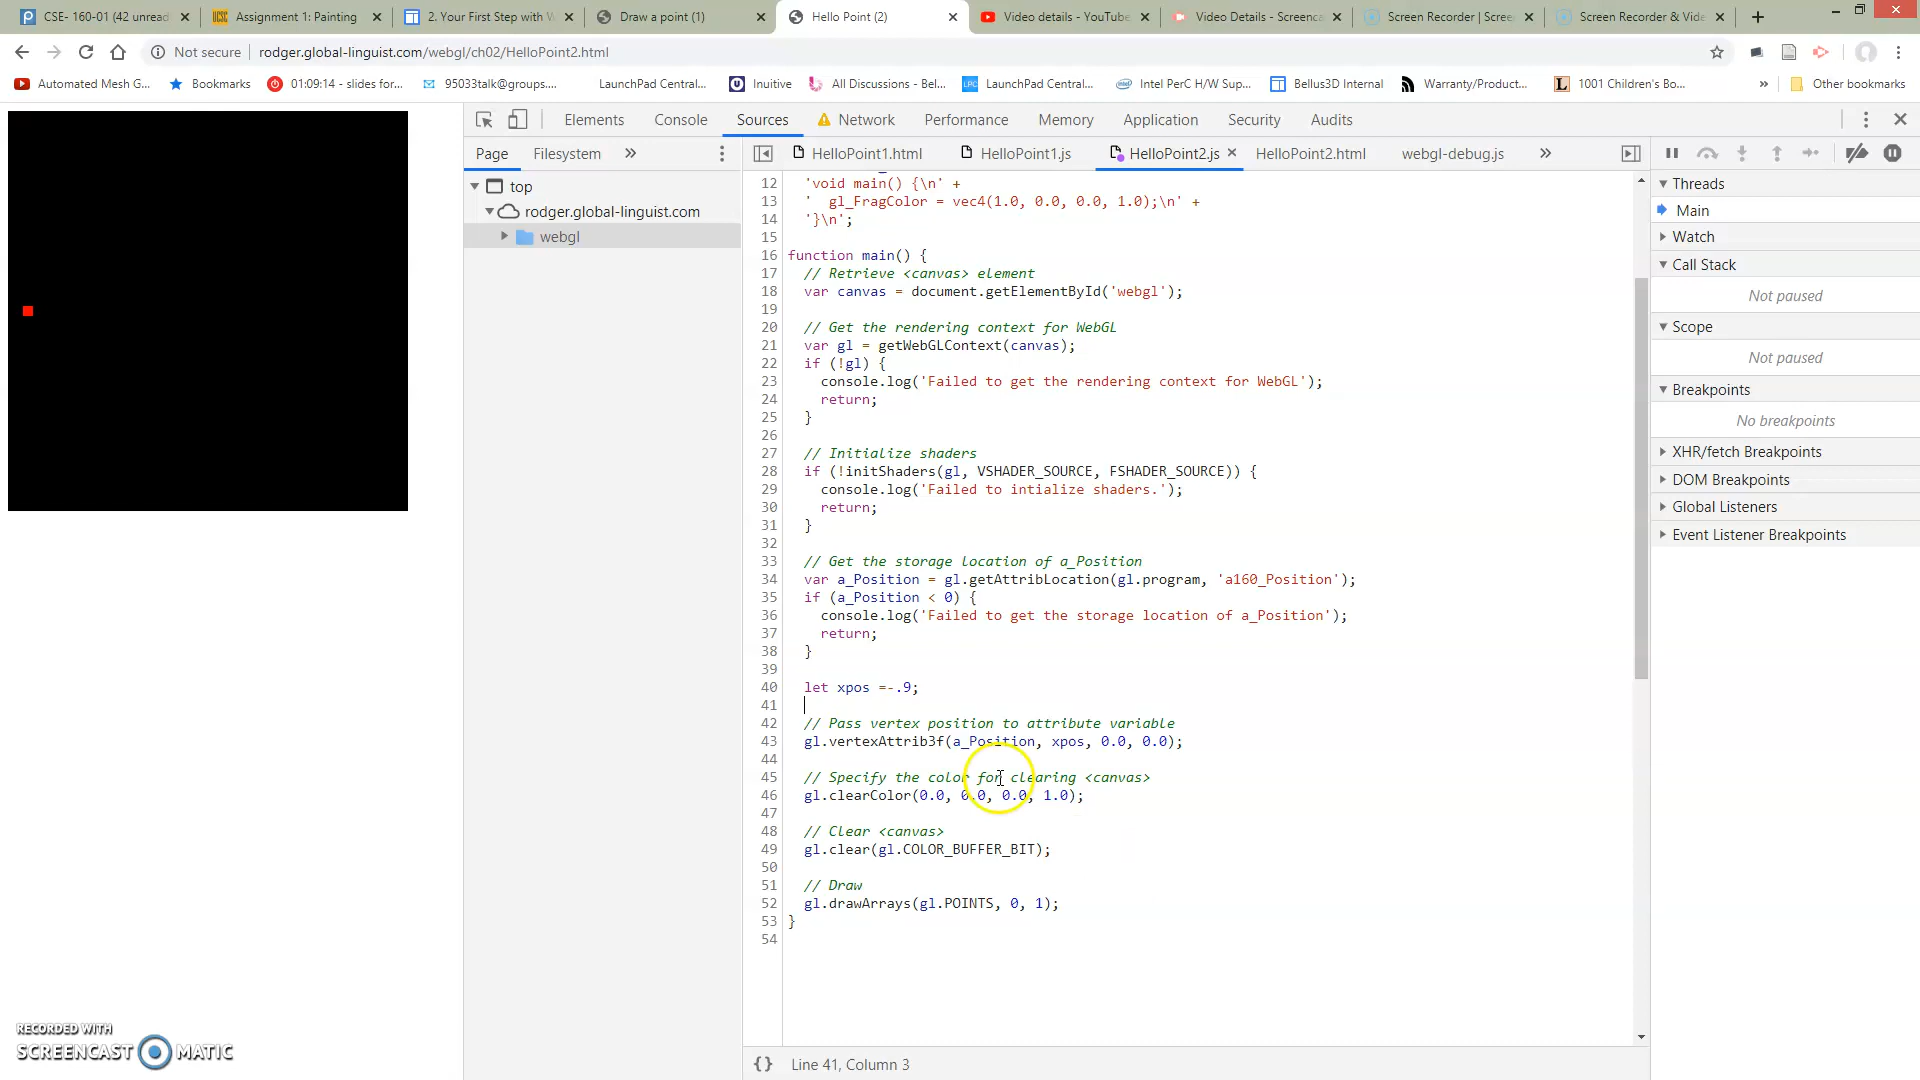 CSE- 160-01 (42 unread
Assignment 1: Painting
2. Your First Step with W
Draw a point (1)
Hello Point (2)
Video details - YouTube
Video Details - Screenca
Screen Recorder | Scree
Screen Recorder & Vide
Not secure rodger.global-linguist.com/webgl/ch02/HelloPoint2.html
Automated Mesh G... Bookmarks 01:09:14 - slides for... 95033talk@groups.... LaunchPad Central... Inuitive All Discussions - Bel... LaunchPad Central... Intel PerC H/W Sup... Bellus3D Internal Warranty/Product... 1001 Children's Bo... » Other bookmarks
Elements Console Sources Network Performance Memory Application Security Audits
Page Filesystem »
HelloPoint1.html HelloPoint1.js HelloPoint2.js HelloPoint2.html webgl-debug.js »
top
rodger.global-linguist.com
webgl
12 'void main() {\n' +
13 ' gl_FragColor = vec4(1.0, 0.0, 0.0, 1.0);\n' +
14 '}\n';
15
16 function main() {
17 // Retrieve <canvas> element
18 var canvas = document.getElementById('webgl');
19
20 // Get the rendering context for WebGL
21 var gl = getWebGLContext(canvas);
22 if (!gl) {
23 console.log('Failed to get the rendering context for WebGL');
24 return;
25 }
26
27 // Initialize shaders
28 if (!initShaders(gl, VSHADER_SOURCE, FSHADER_SOURCE)) {
29 console.log('Failed to intialize shaders.');
30 return;
31 }
32
33 // Get the storage location of a_Position
34 var a_Position = gl.getAttribLocation(gl.program, 'a160_Position');
35 if (a_Position < 0) {
36 console.log('Failed to get the storage location of a_Position');
37 return;
38 }
39
40 let xpos =-.9;
41
42 // Pass vertex position to attribute variable
43 gl.vertexAttrib3f(a_Position, xpos, 0.0, 0.0);
44
45 // Specify the color for clearing <canvas>
46 gl.clearColor(0.0, 0.0, 0.0, 1.0);
47
48 // Clear <canvas>
49 gl.clear(gl.COLOR_BUFFER_BIT);
50
51 // Draw
52 gl.drawArrays(gl.POINTS, 0, 1);
53 }
54
{} Line 41, Column 3
Threads
Main
Watch
Call Stack
Not paused
Scope
Not paused
Breakpoints
No breakpoints
XHR/fetch Breakpoints
DOM Breakpoints
Global Listeners
Event Listener Breakpoints
RECORDED WITH
SCREENCAST MATIC